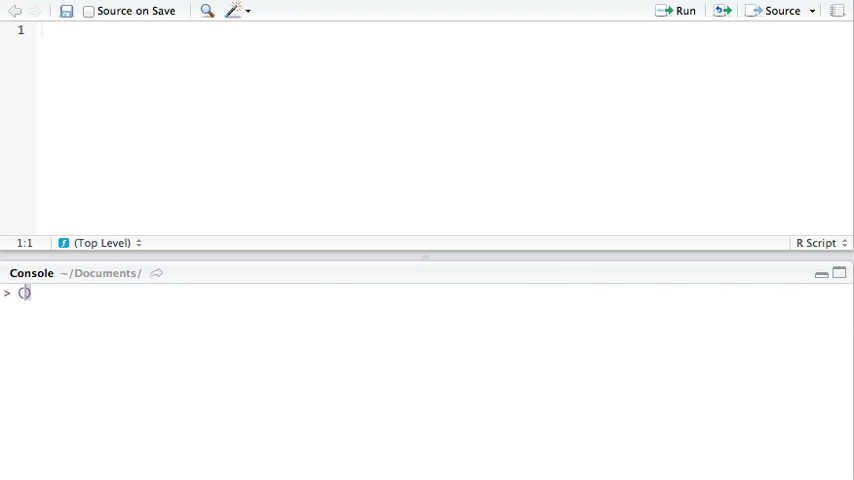 Source on Save Run Source
1
1:1 (Top Level) R Script
Console ~/Documents/
> ()